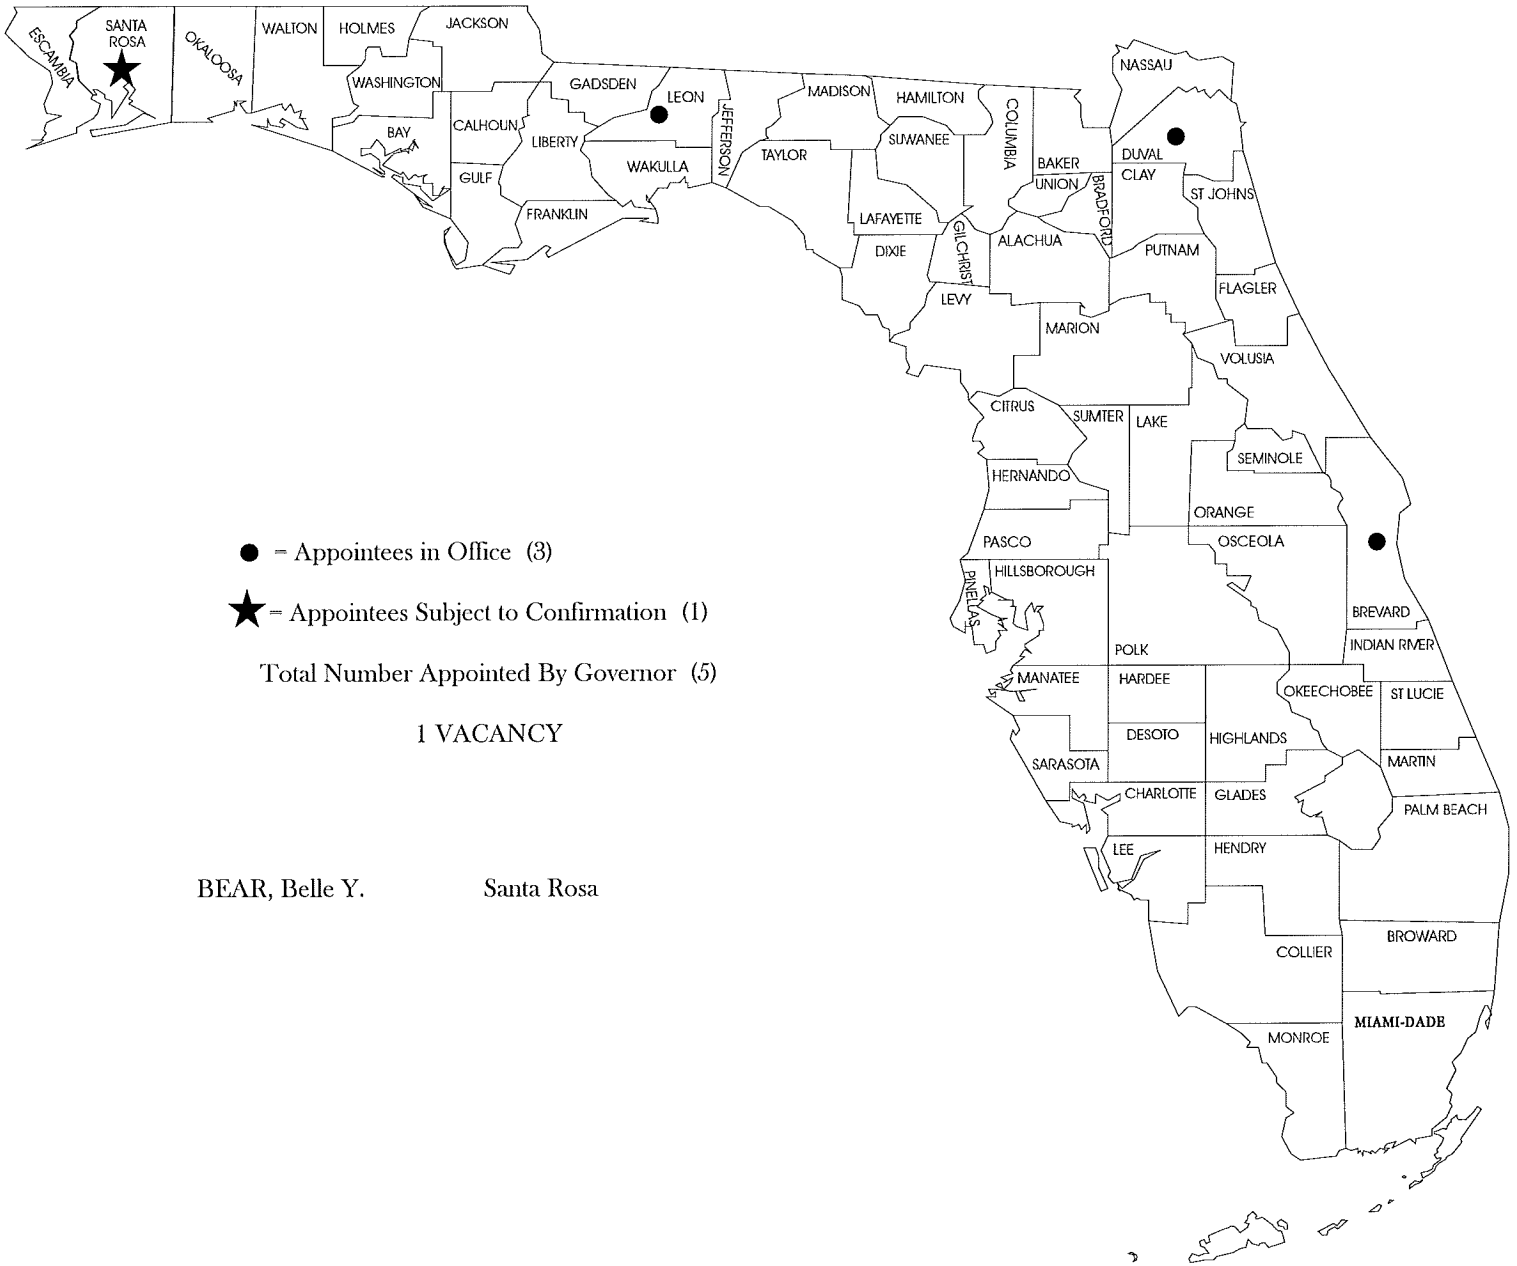 ESCAMBIA
SANTA
ROSA
OKALOOSA
WALTON
HOLMES
JACKSON
WASHINGTON
BAY
CALHOUN
GULF
GADSDEN
LIBERTY
FRANKLIN
LEON
WAKULLA
JEFFERSON
MADISON
TAYLOR
HAMILTON
SUWANEE
LAFAYETTE
DIXIE
COLUMBIA
GILCHRIST
BAKER
UNION
BRADFORD
ALACHUA
LEVY
NASSAU
DUVAL
CLAY
ST JOHNS
PUTNAM
FLAGLER
MARION
VOLUSIA
CITRUS
SUMTER
LAKE
HERNANDO
SEMINOLE
ORANGE
PASCO
OSCEOLA
PINELLAS
HILLSBOROUGH
POLK
BREVARD
INDIAN RIVER
MANATEE
HARDEE
OKEECHOBEE
ST LUCIE
DESOTO
HIGHLANDS
SARASOTA
MARTIN
CHARLOTTE
GLADES
PALM BEACH
LEE
HENDRY
COLLIER
BROWARD
MIAMI-DADE
MONROE
= Appointees in Office (3)
= Appointees Subject to Confirmation (1)
Total Number Appointed By Governor (5)
1 VACANCY
BEAR, Belle Y. Santa Rosa